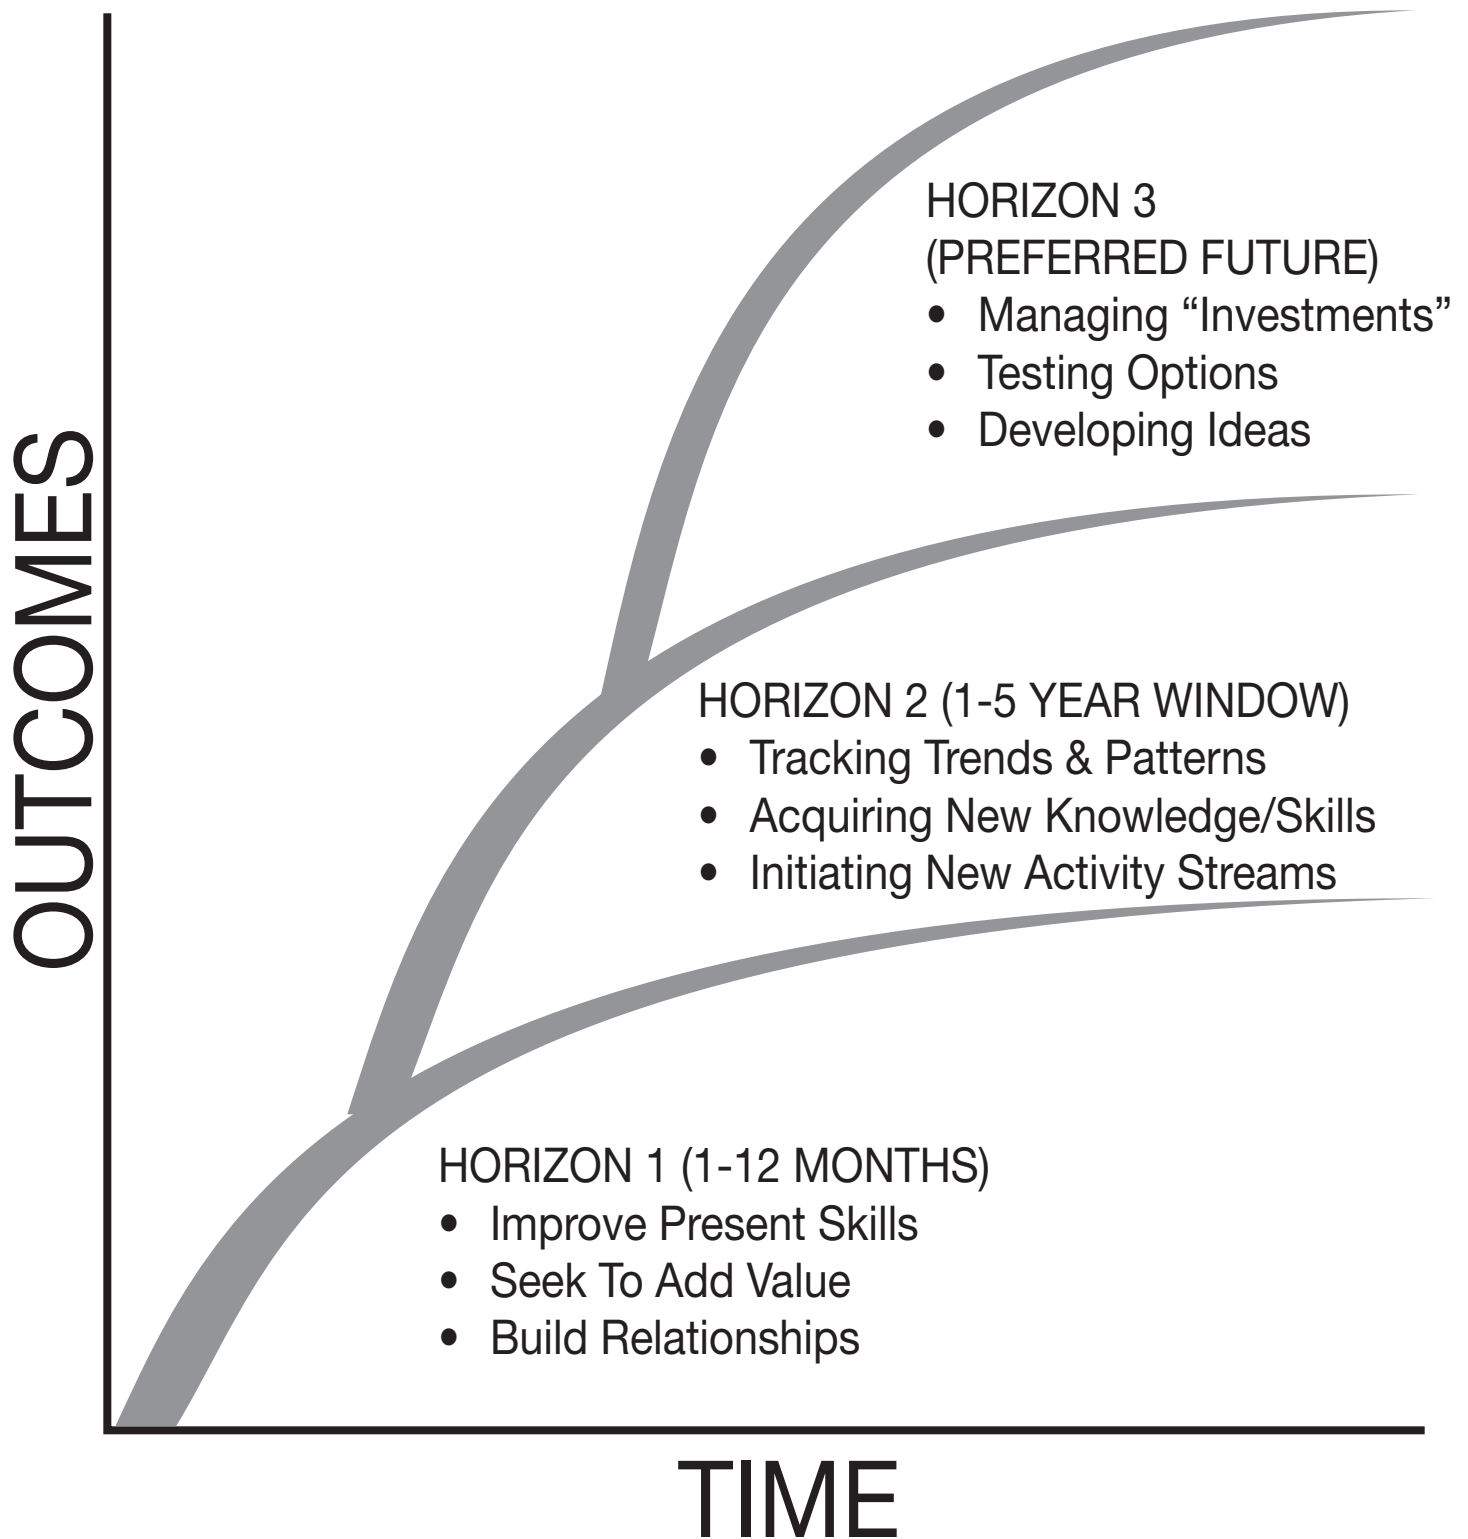 OUTCOMES
HORIZON 3
(PREFERRED FUTURE)
• Managing “Investments”
• Testing Options
• Developing Ideas
HORIZON 2 (1-5 YEAR WINDOW)
• Tracking Trends & Patterns
• Acquiring New Knowledge/Skills
• Initiating New Activity Streams
HORIZON 1 (1-12 MONTHS)
• Improve Present Skills
• Seek To Add Value
• Build Relationships
TIME